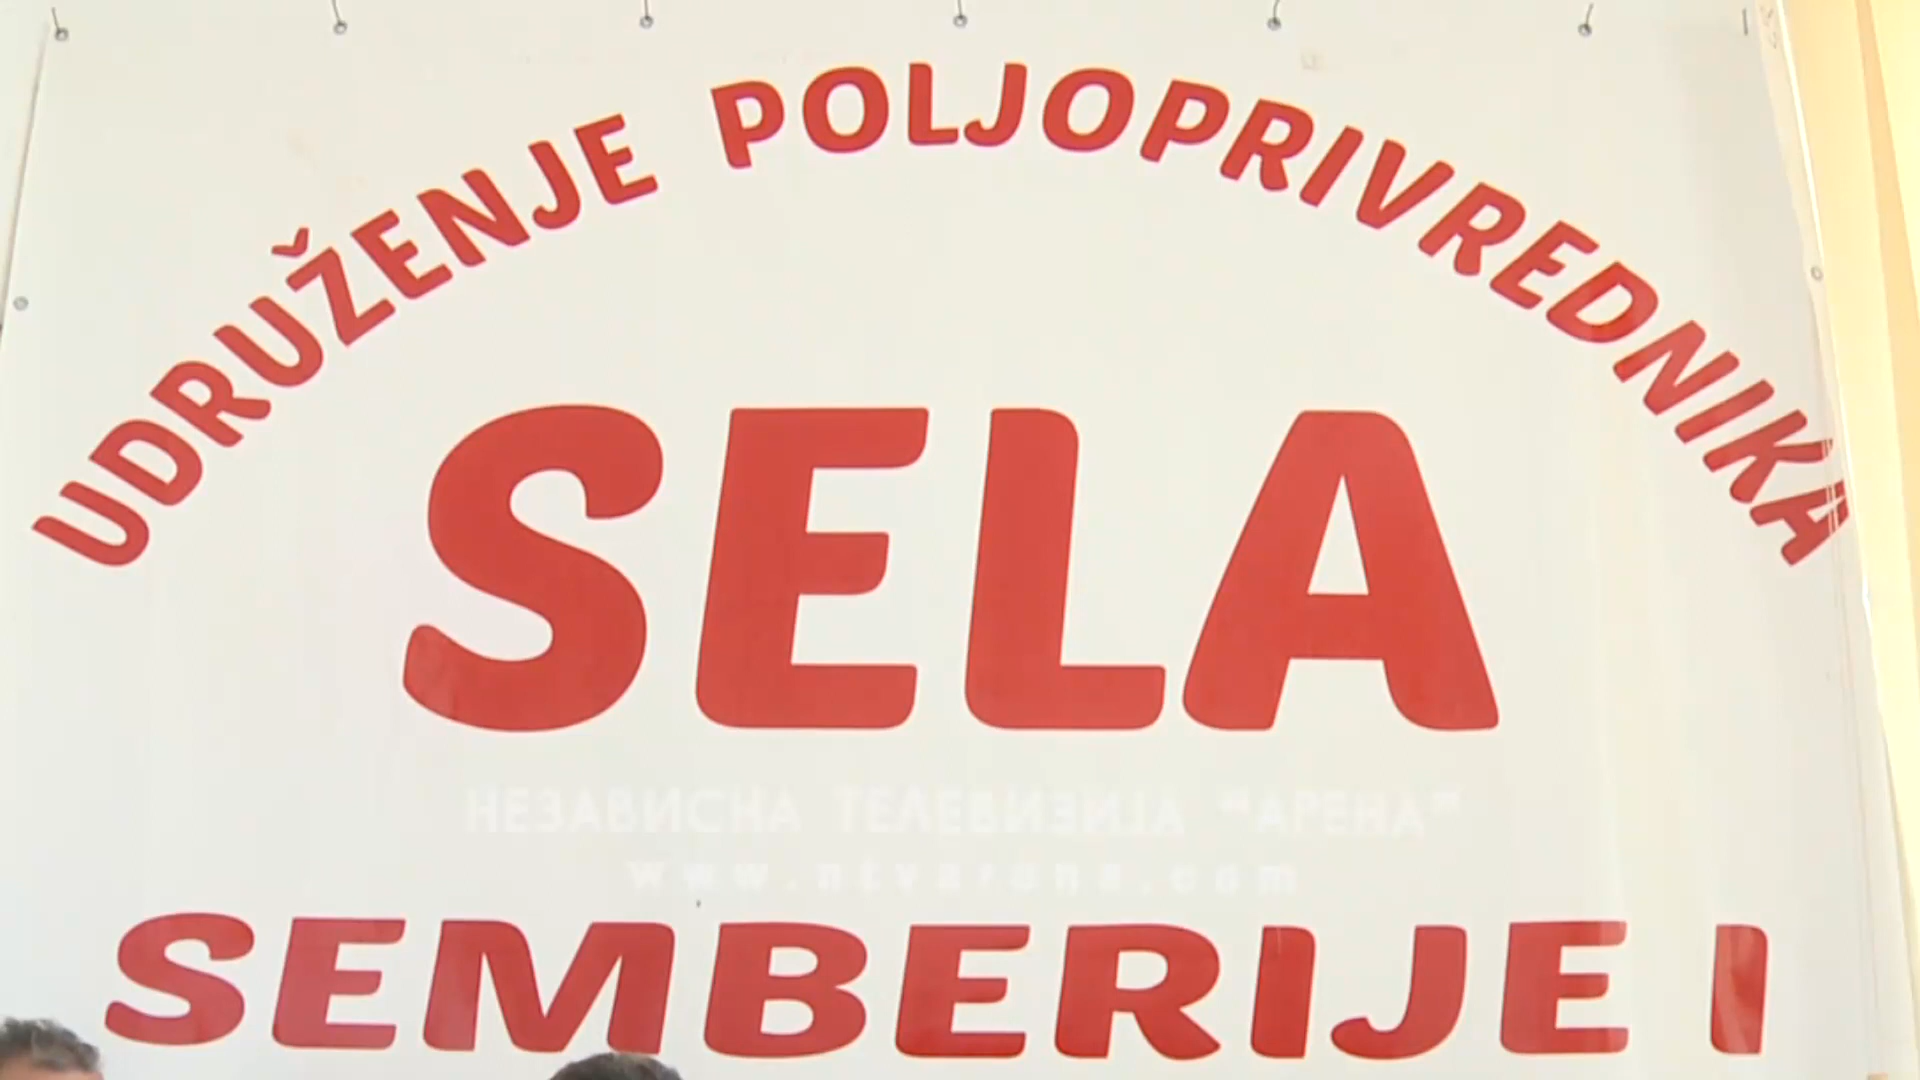 UDRUŽENJE POLJOPRIVREDNIKA
SELA
НЕЗАВИСНА ТЕЛЕВИЗИЈА "АРЕНА"
www.ntvarena.com
SEMBERIJE I